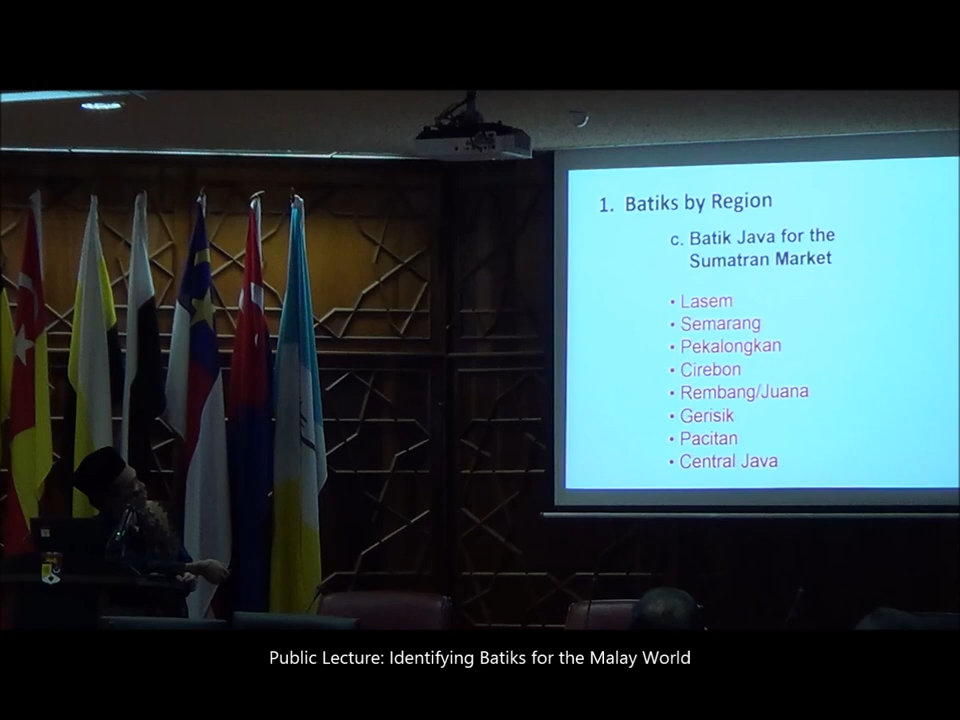 1. Batiks by Region
c. Batik Java for the
Sumatran Market
• Lasem
• Semarang
• Pekalongkan
• Cirebon
• Rembang/Juana
• Gerisik
• Pacitan
• Central Java
Public Lecture: Identifying Batiks for the Malay World